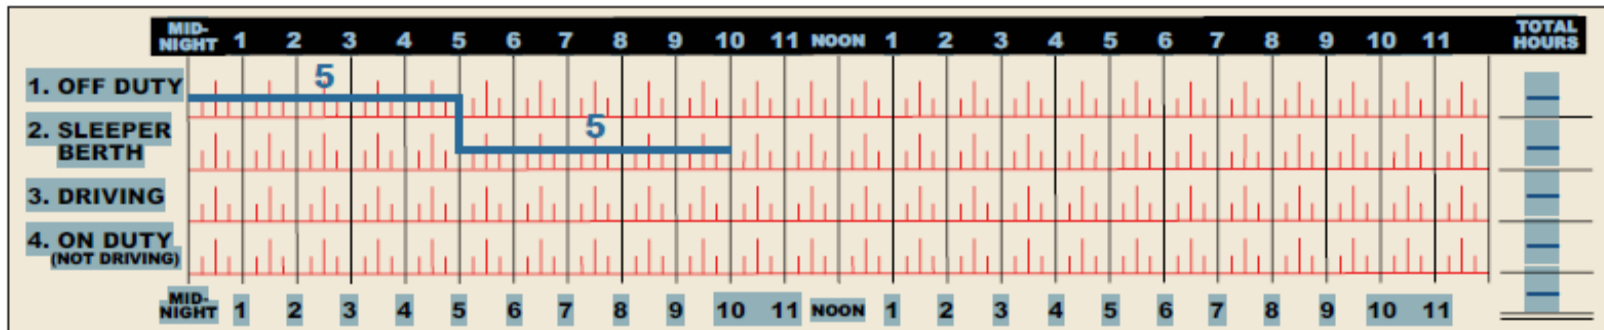 MID-NIGHT 1 2 3 4 5 6 7 8 9 10 11 NOON 1 2 3 4 5 6 7 8 9 10 11 TOTAL HOURS
1. OFF DUTY 5
2. SLEEPER BERTH 5
3. DRIVING
4. ON DUTY
(NOT DRIVING)
MID-NIGHT 1 2 3 4 5 6 7 8 9 10 11 NOON 1 2 3 4 5 6 7 8 9 10 11